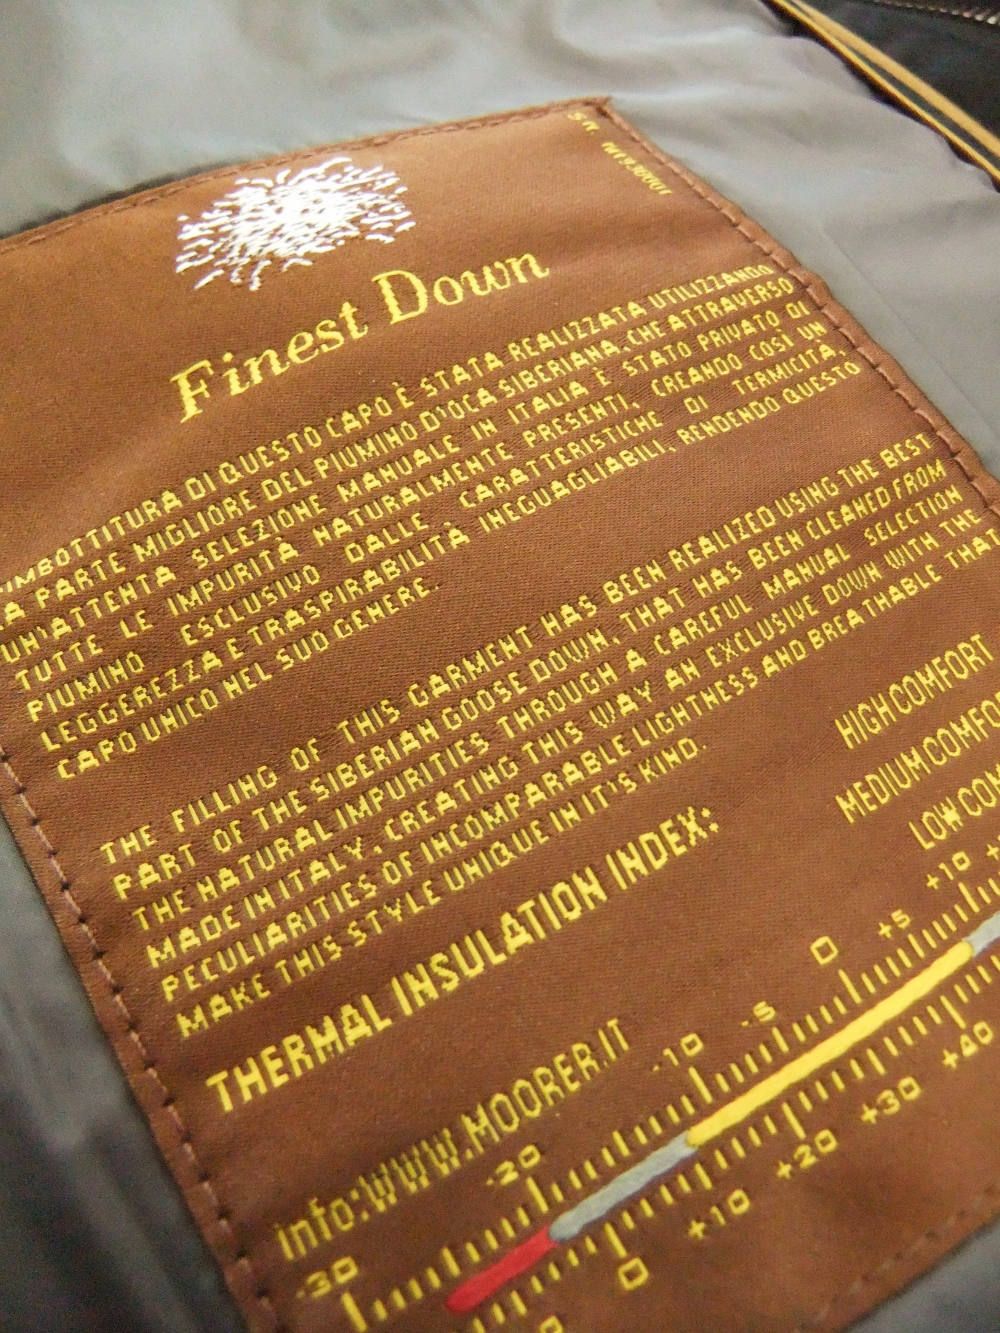 Finest Down
'IMBOTTITURA DI QUESTO CAPO È STATA REALIZZATA UTILIZZANDO
LA PARTE MIGLIORE DEL PIUMINO D'OCA SIBERIANA, CHE ATTRAVERSO
UN'ATTENTA SELEZIONE MANUALE IN ITALIA È STATO PRIVATO DI
TUTTE LE IMPURITÀ NATURALMENTE PRESENTI, CREANDO COSÌ UN
PIUMINO ESCLUSIVO DALLE CARATTERISTICHE DI TERMICITÀ,
LEGGEREZZA E TRASPIRABILITÀ INEGUAGLIABILI, RENDENDO QUESTO
CAPO UNICO NEL SUO GENERE.
THE FILLING OF THIS GARMENT HAS BEEN REALIZED USING THE BEST
PART OF THE SIBERIAN GOOSE DOWN, THAT HAS BEEN CLEANED FROM
THE NATURAL IMPURITIES THROUGH A CAREFUL MANUAL SELECTION
MADE IN ITALY, CREATING THIS WAY AN EXCLUSIVE DOWN WITH THE
PECULIARITIES OF INCOMPARABLE LIGHTNESS AND BREATHABLE THAT
MAKE THIS STYLE UNIQUE IN IT'S KIND.
HIGH COMFORT
MEDIUM COMFO
LOW COM
THERMAL INSULATION INDEX:
info:WWW.MOORER.IT
-30 -20 -10 -5 0 +5 +10
0 +10 +20 +30 +40